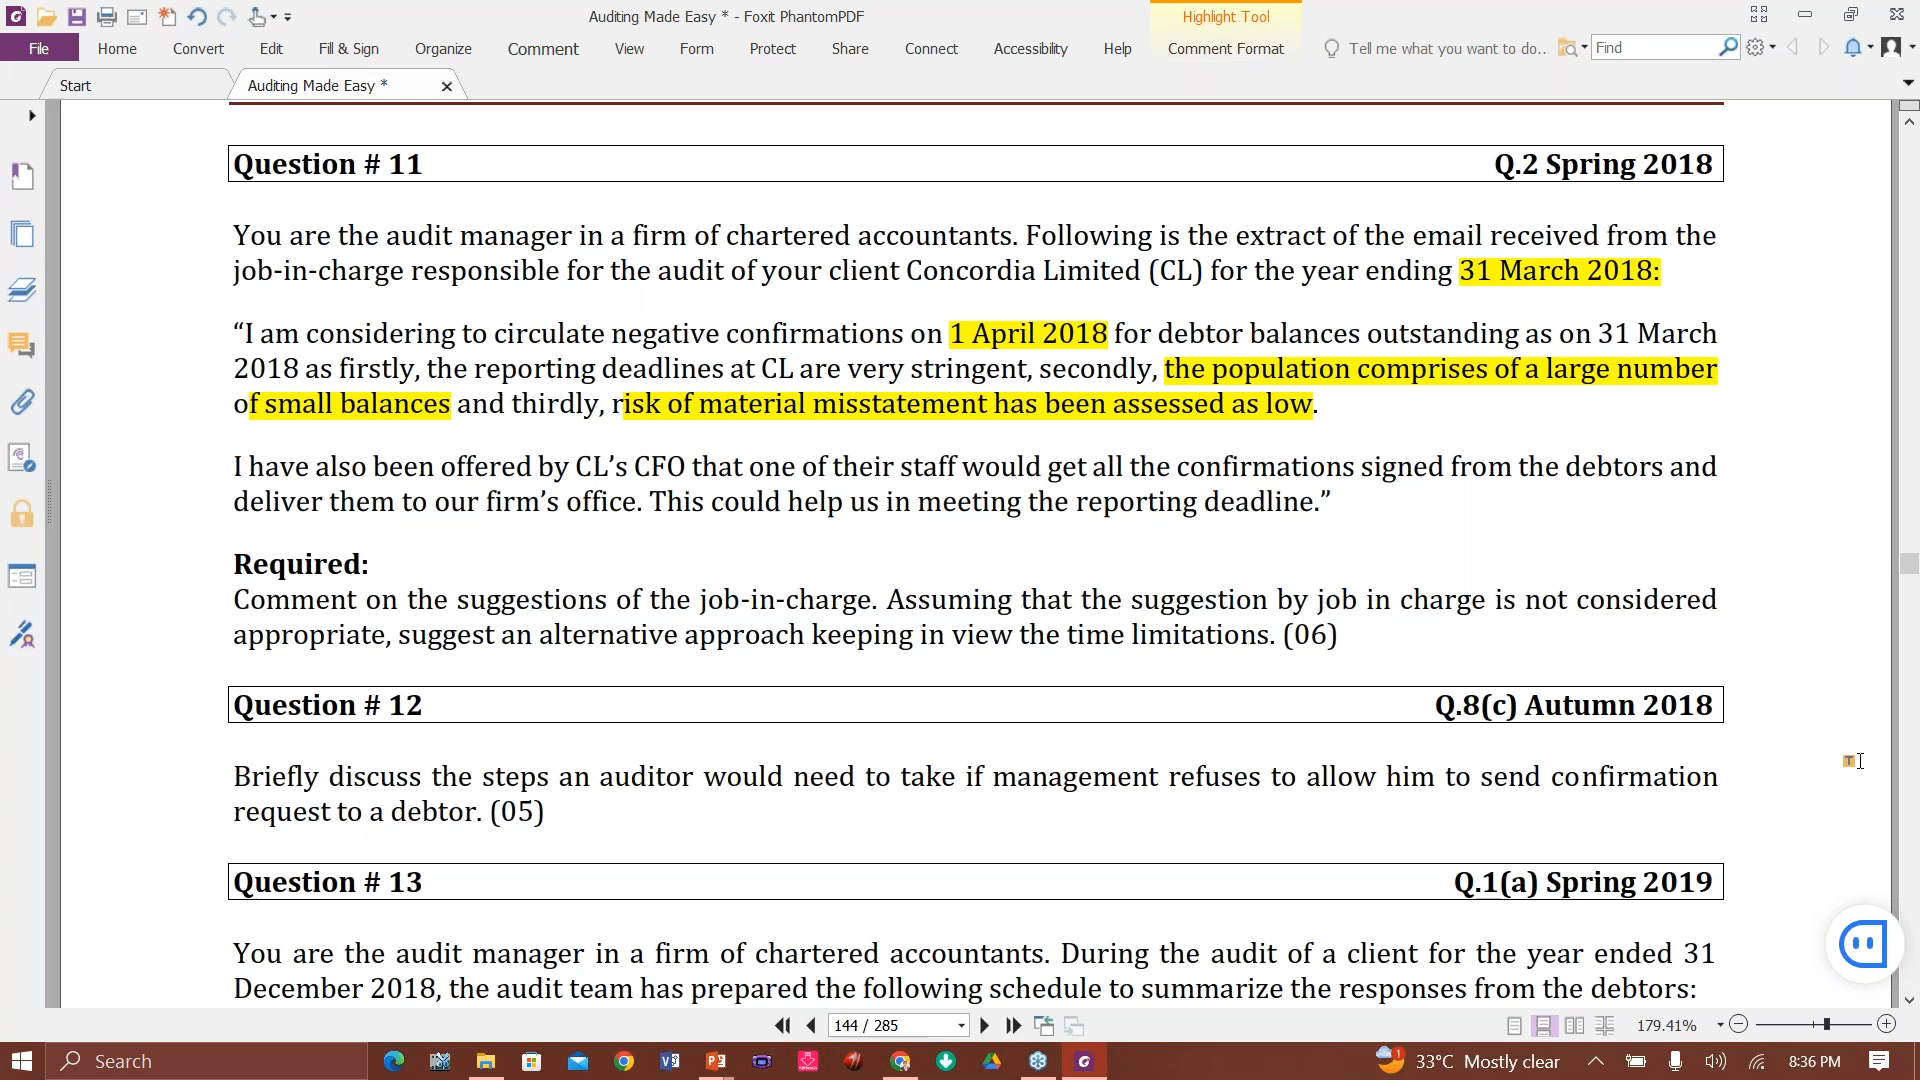 Auditing Made Easy * - Foxit PhantomPDF
Highlight Tool
File Home Convert Edit Fill & Sign Organize Comment View Form Protect Share Connect Accessibility Help Comment Format Tell me what you want to do... Find
Start Auditing Made Easy *
Question # 11 Q.2 Spring 2018
You are the audit manager in a firm of chartered accountants. Following is the extract of the email received from the
job-in-charge responsible for the audit of your client Concordia Limited (CL) for the year ending 31 March 2018:
“I am considering to circulate negative confirmations on 1 April 2018 for debtor balances outstanding as on 31 March
2018 as firstly, the reporting deadlines at CL are very stringent, secondly, the population comprises of a large number
of small balances and thirdly, risk of material misstatement has been assessed as low.
I have also been offered by CL’s CFO that one of their staff would get all the confirmations signed from the debtors and
deliver them to our firm’s office. This could help us in meeting the reporting deadline.”
Required:
Comment on the suggestions of the job-in-charge. Assuming that the suggestion by job in charge is not considered
appropriate, suggest an alternative approach keeping in view the time limitations. (06)
Question # 12 Q.8(c) Autumn 2018
Briefly discuss the steps an auditor would need to take if management refuses to allow him to send confirmation
request to a debtor. (05)
Question # 13 Q.1(a) Spring 2019
You are the audit manager in a firm of chartered accountants. During the audit of a client for the year ended 31
December 2018, the audit team has prepared the following schedule to summarize the responses from the debtors:
144 / 285 179.41%
Search 33°C Mostly clear 8:36 PM